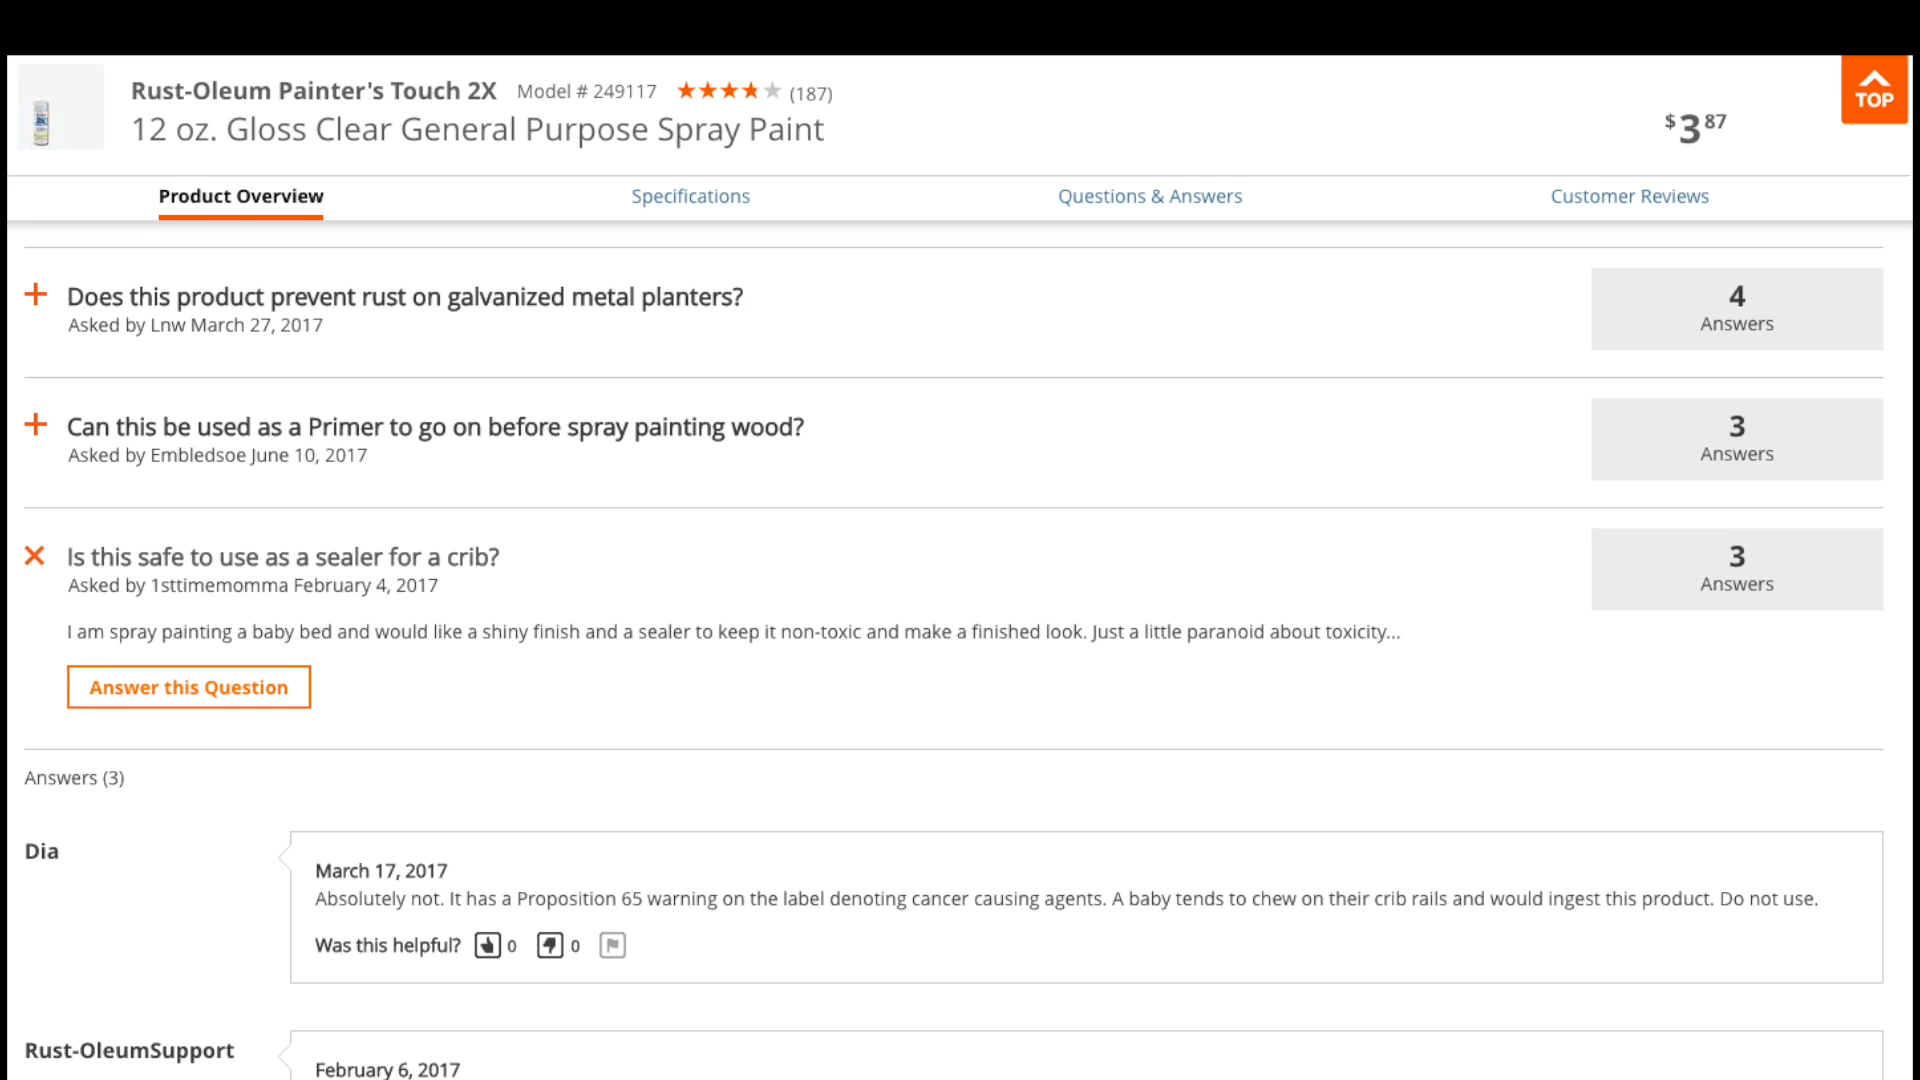 Rust-Oleum Painter's Touch 2X Model # 249117 (187)
12 oz. Gloss Clear General Purpose Spray Paint
$3 87
TOP
Product Overview Specifications Questions & Answers Customer Reviews
Does this product prevent rust on galvanized metal planters?
Asked by Lnw March 27, 2017
4
Answers
Can this be used as a Primer to go on before spray painting wood?
Asked by Embledsoe June 10, 2017
3
Answers
Is this safe to use as a sealer for a crib?
Asked by 1sttimemomma February 4, 2017
3
Answers
I am spray painting a baby bed and would like a shiny finish and a sealer to keep it non-toxic and make a finished look. Just a little paranoid about toxicity...
Answer this Question
Answers (3)
Dia
March 17, 2017
Absolutely not. It has a Proposition 65 warning on the label denoting cancer causing agents. A baby tends to chew on their crib rails and would ingest this product. Do not use.
Was this helpful? 0 0
Rust-OleumSupport
February 6, 2017